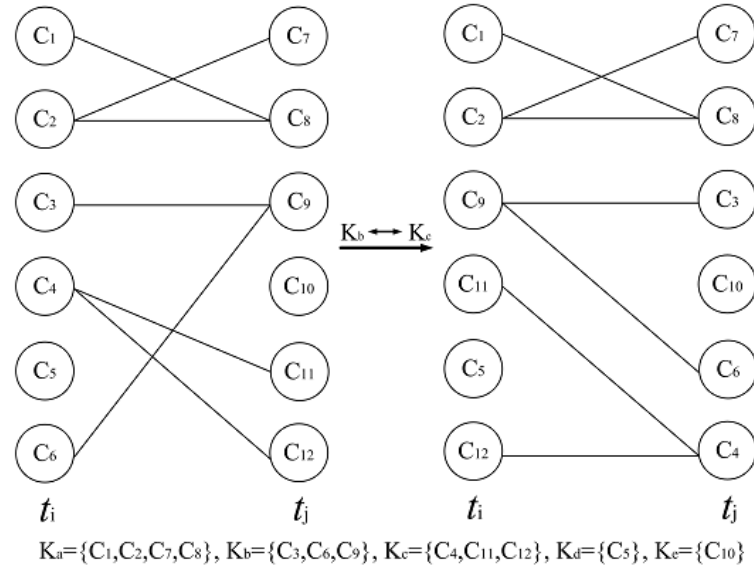 C1 C7 C1 C7
C2 C8 C2 C8
C3 C9 C9 C3
Kb ↔ Kc
C4 C10 C11 C10
C5 C11 C5 C6
C6 C12 C12 C4
ti tj ti tj
Ka={C1,C2,C7,C8}, Kb={C3,C6,C9}, Kc={C4,C11,C12}, Kd={C5}, Ke={C10}